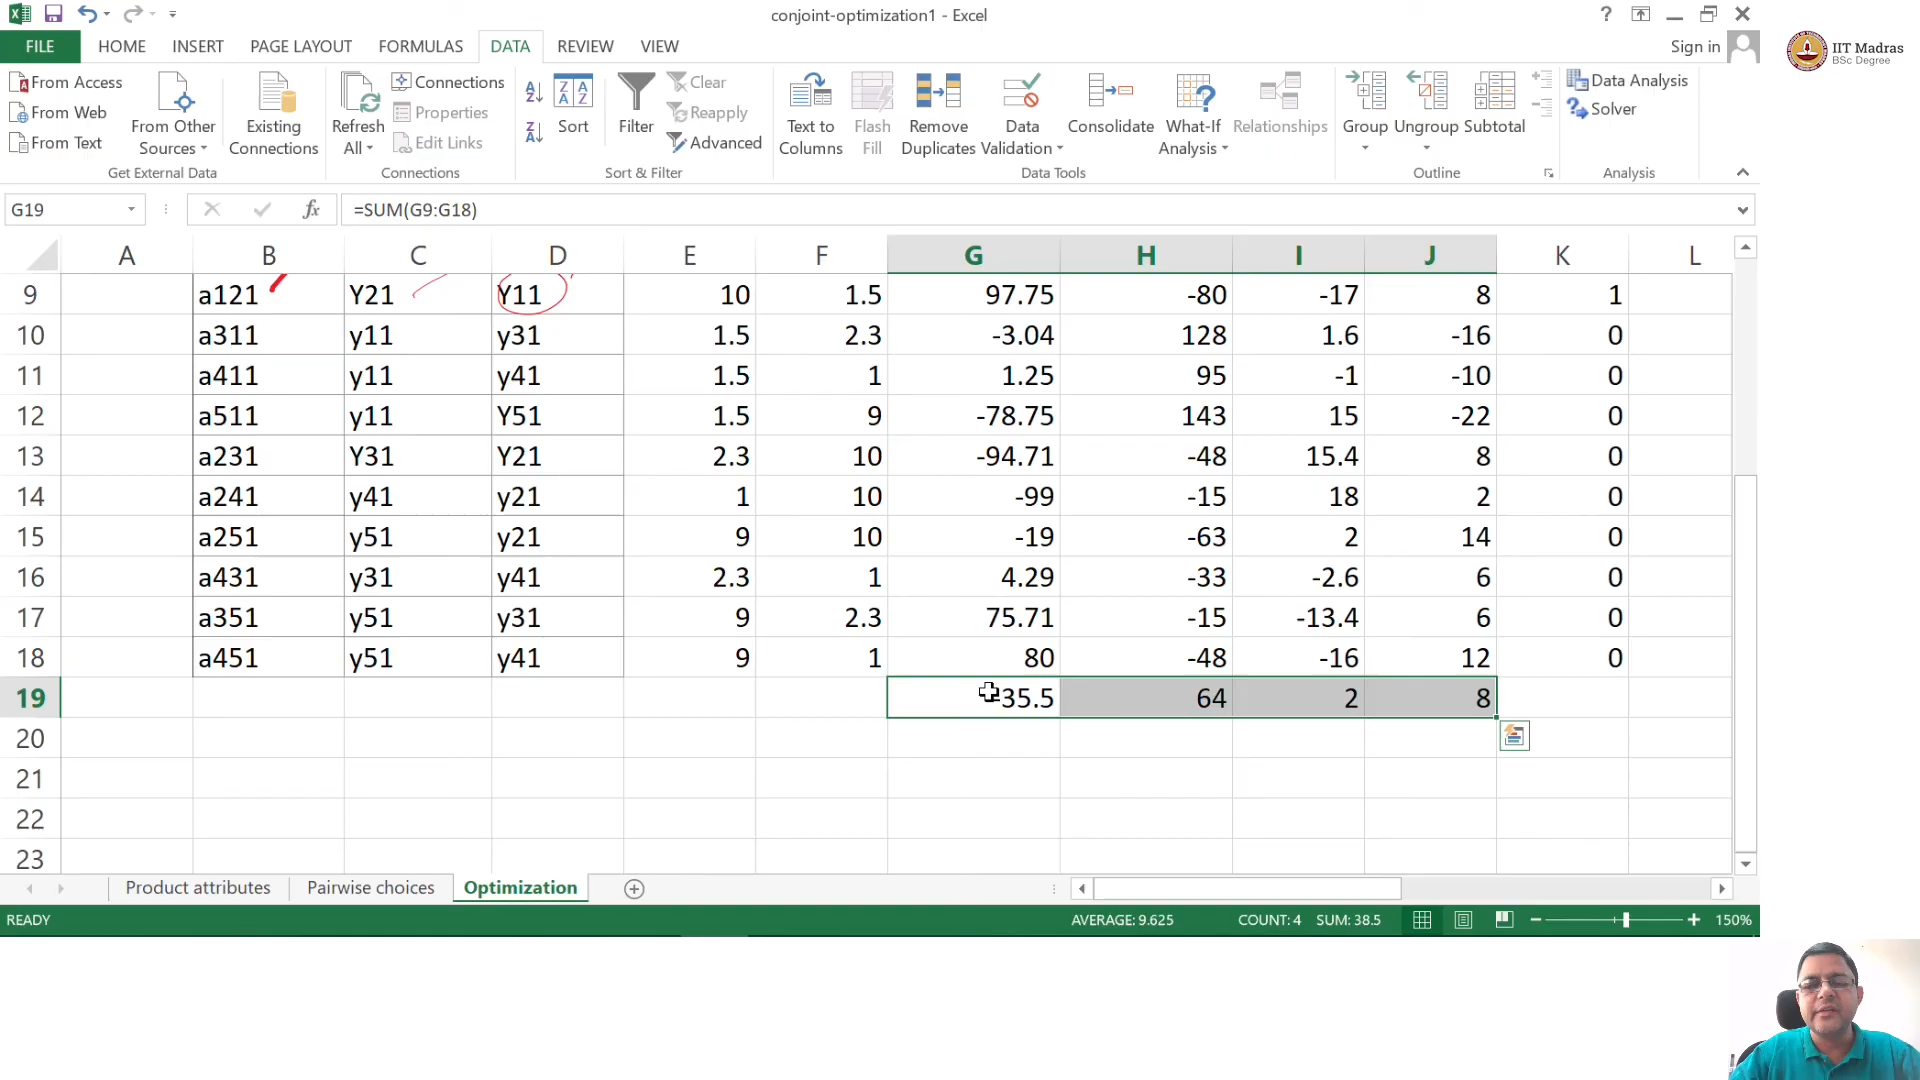 conjoint-optimization1 - Excel
FILE HOME INSERT PAGE LAYOUT FORMULAS DATA REVIEW VIEW Sign in
IIT Madras
BSc Degree
From Access
From Web
From Text
From Other
Sources
Existing
Connections
Get External Data
Refresh
All
Connections
Properties
Edit Links
Connections
Sort
Filter
Clear
Reapply
Advanced
Sort & Filter
Text to
Columns
Flash
Fill
Remove
Duplicates
Data
Validation
Consolidate
What-If
Analysis
Relationships
Data Tools
Group
Ungroup
Subtotal
Outline
Data Analysis
Solver
Analysis
G19 fx =SUM(G9:G18)
A B C D E F G H I J K L
9 a121 Y21 Y11 10 1.5 97.75 -80 -17 8 1
10 a311 y11 y31 1.5 2.3 -3.04 128 1.6 -16 0
11 a411 y11 y41 1.5 1 1.25 95 -1 -10 0
12 a511 y11 Y51 1.5 9 -78.75 143 15 -22 0
13 a231 Y31 Y21 2.3 10 -94.71 -48 15.4 8 0
14 a241 y41 y21 1 10 -99 -15 18 2 0
15 a251 y51 y21 9 10 -19 -63 2 14 0
16 a431 y31 y41 2.3 1 4.29 -33 -2.6 6 0
17 a351 y51 y31 9 2.3 75.71 -15 -13.4 6 0
18 a451 y51 y41 9 1 80 -48 -16 12 0
19 -35.5 64 2 8
20
21
22
23
Product attributes Pairwise choices Optimization
READY AVERAGE: 9.625 COUNT: 4 SUM: 38.5 150%